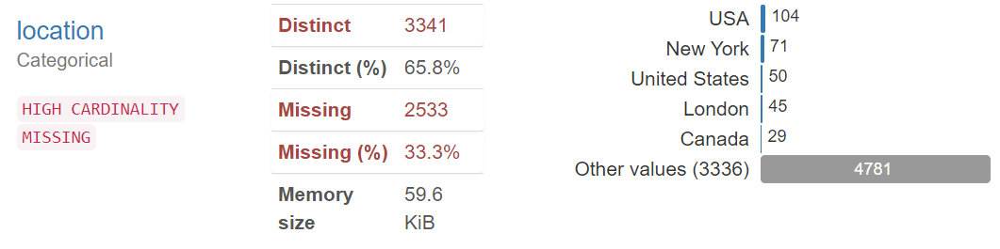 location
Categorical
HIGH CARDINALITY
MISSING
Distinct 3341
Distinct (%) 65.8%
Missing 2533
Missing (%) 33.3%
Memory size 59.6 KiB
USA 104
New York 71
United States 50
London 45
Canada 29
Other values (3336) 4781